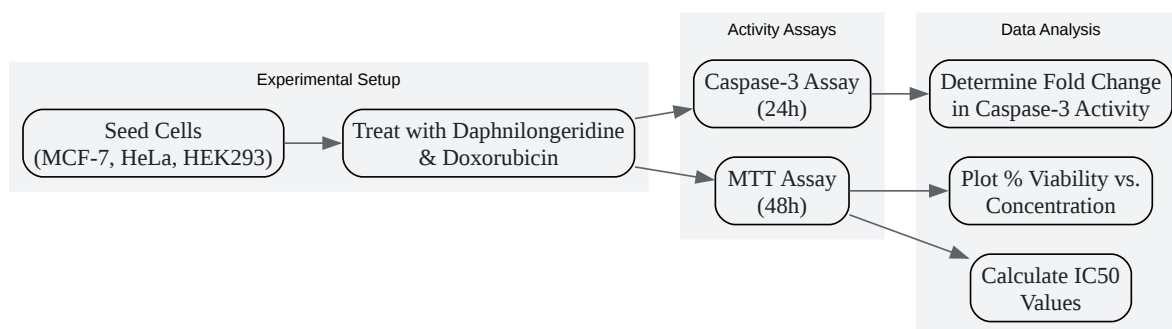 Experimental Setup
Seed Cells
(MCF-7, HeLa, HEK293)
Treat with Daphnilongeridine
& Doxorubicin
Activity Assays
Caspase-3 Assay
(24h)
MTT Assay
(48h)
Data Analysis
Determine Fold Change
in Caspase-3 Activity
Plot % Viability vs.
Concentration
Calculate IC50
Values